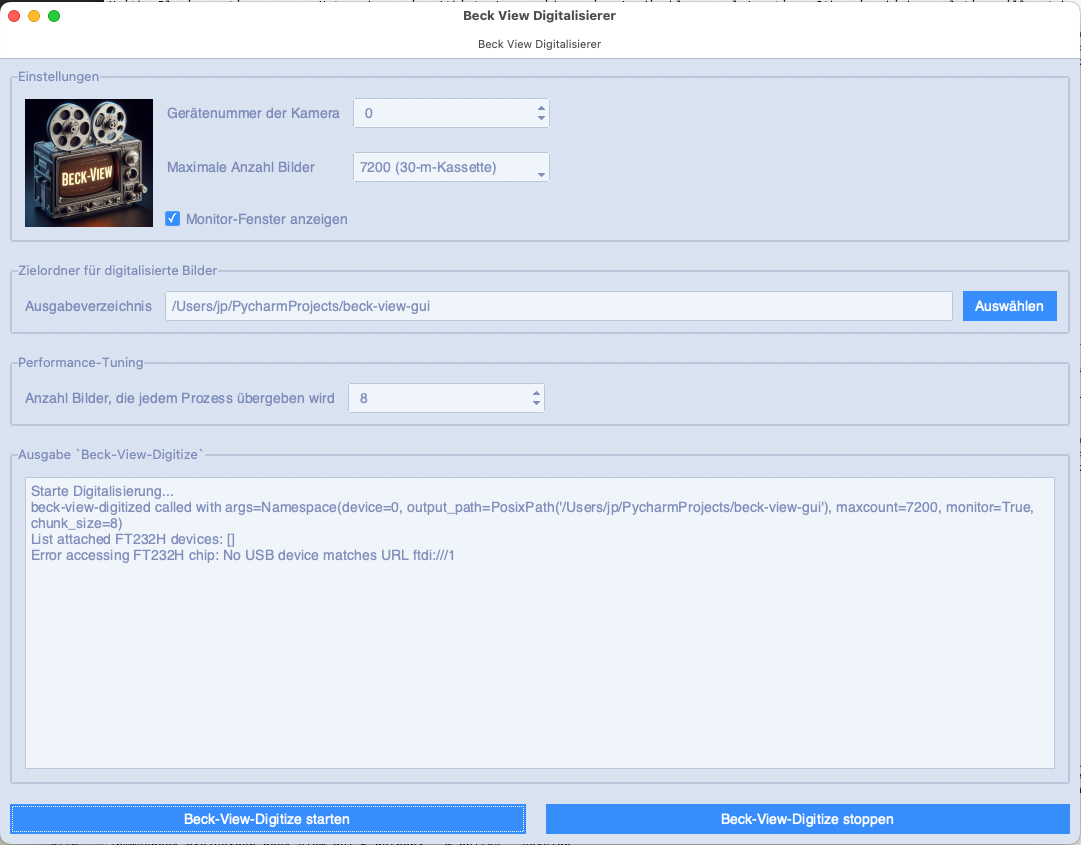 Beck View Digitalisierer
Beck View Digitalisierer
Einstellungen
BECK-VIEW
Gerätenummer der Kamera 0
Maximale Anzahl Bilder 7200 (30-m-Kassette)
Monitor-Fenster anzeigen
Zielordner für digitalisierte Bilder
Ausgabeverzeichnis /Users/jp/PycharmProjects/beck-view-gui Auswählen
Performance-Tuning
Anzahl Bilder, die jedem Prozess übergeben wird 8
Ausgabe `Beck-View-Digitize`
Starte Digitalisierung...
beck-view-digitized called with args=Namespace(device=0, output_path=PosixPath('/Users/jp/PycharmProjects/beck-view-gui'), maxcount=7200, monitor=True,
chunk_size=8)
List attached FT232H devices: []
Error accessing FT232H chip: No USB device matches URL ftdi:///1
Beck-View-Digitize starten Beck-View-Digitize stoppen